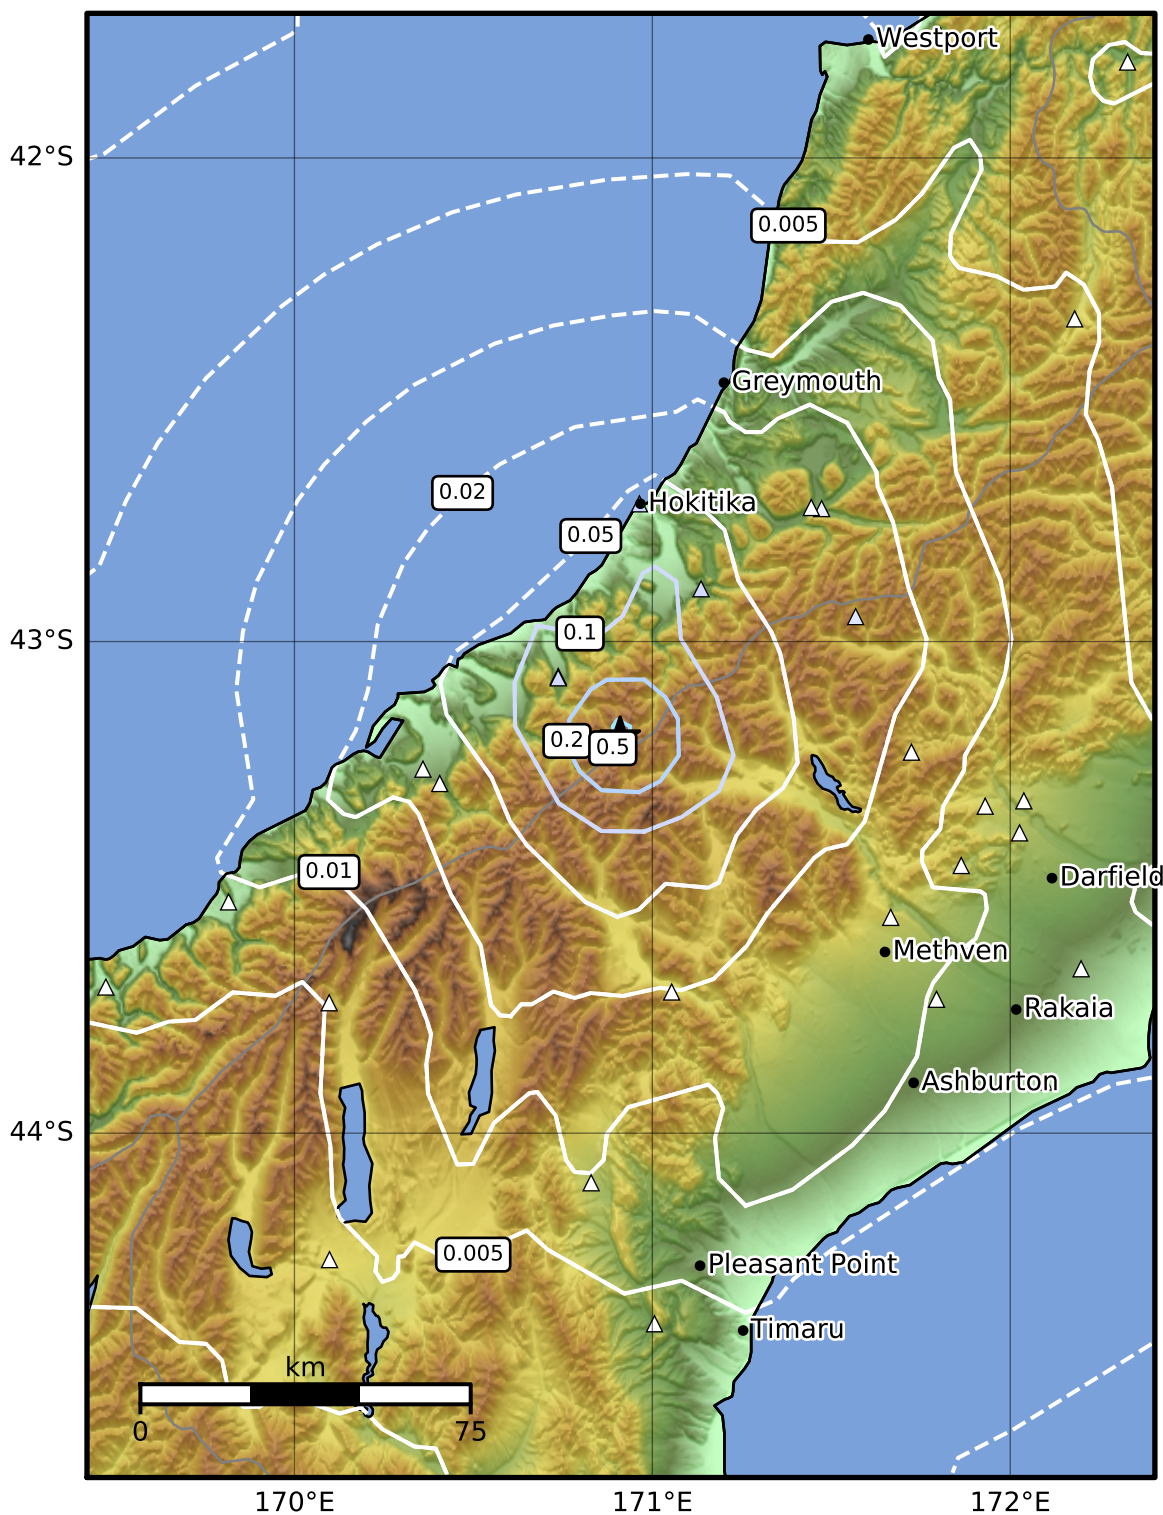 Westport
42°S
0.005
Greymouth
0.02
Hokitika
0.05
0.1
43°S
0.2
0.5
0.01
Darfield
Methven
Rakaia
Ashburton
44°S
0.005
Pleasant Point
Timaru
km
0 75
170°E 171°E 172°E